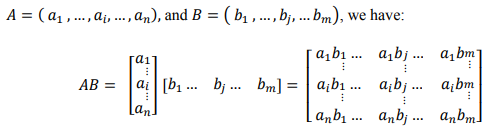 A = ( a₁ , ..., aᵢ, ..., aₙ), and B = ( b₁ , ..., bⱼ, ... bₘ), we have:
a₁ a₁b₁ ... a₁bⱼ ... a₁bm
⋮ ⋮ ⋮
AB = aᵢ [b₁ ... bⱼ ... bₘ] = aᵢb₁ ... aᵢbⱼ ... aᵢbm
⋮ ⋮ ⋮
aₙ aₙb₁ ... aₙbⱼ ... aₙbₘ